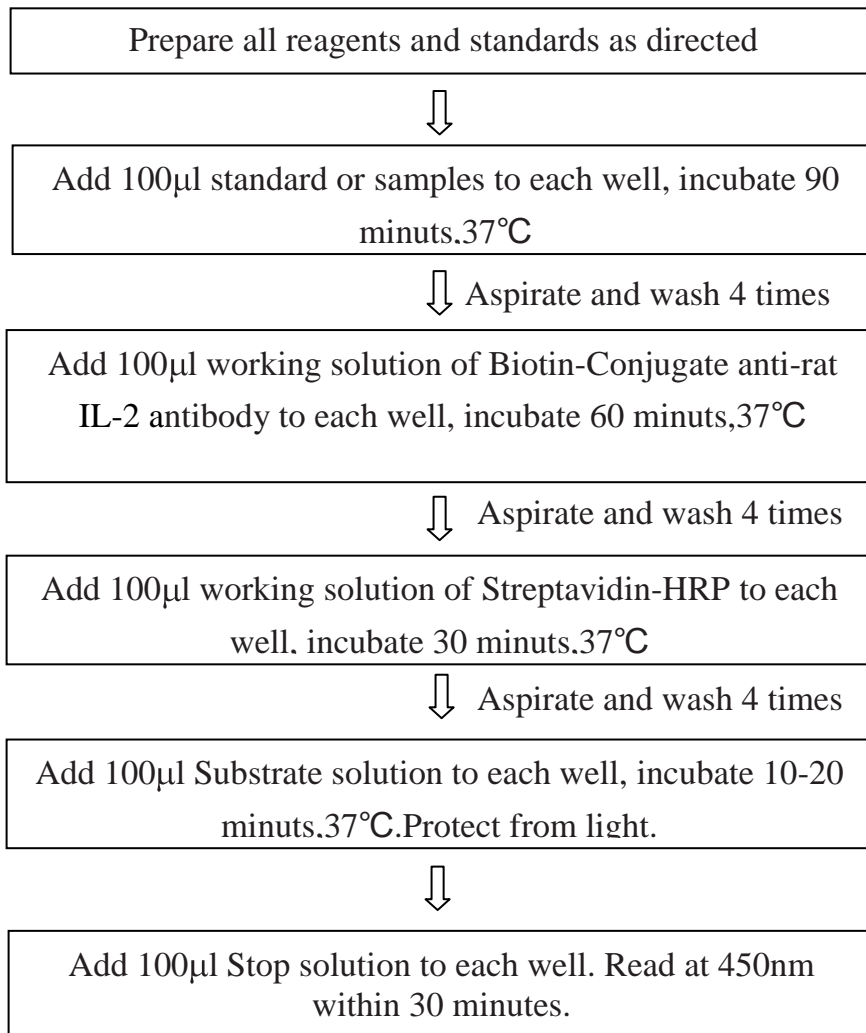 Prepare all reagents and standards as directed
Add 100μl standard or samples to each well, incubate 90
minuts,37℃
Aspirate and wash 4 times
Add 100μl working solution of Biotin-Conjugate anti-rat
IL-2 antibody to each well, incubate 60 minuts,37℃
Aspirate and wash 4 times
Add 100μl working solution of Streptavidin-HRP to each
well, incubate 30 minuts,37℃
Aspirate and wash 4 times
Add 100μl Substrate solution to each well, incubate 10-20
minuts,37℃.Protect from light.
Add 100μl Stop solution to each well. Read at 450nm
within 30 minutes.